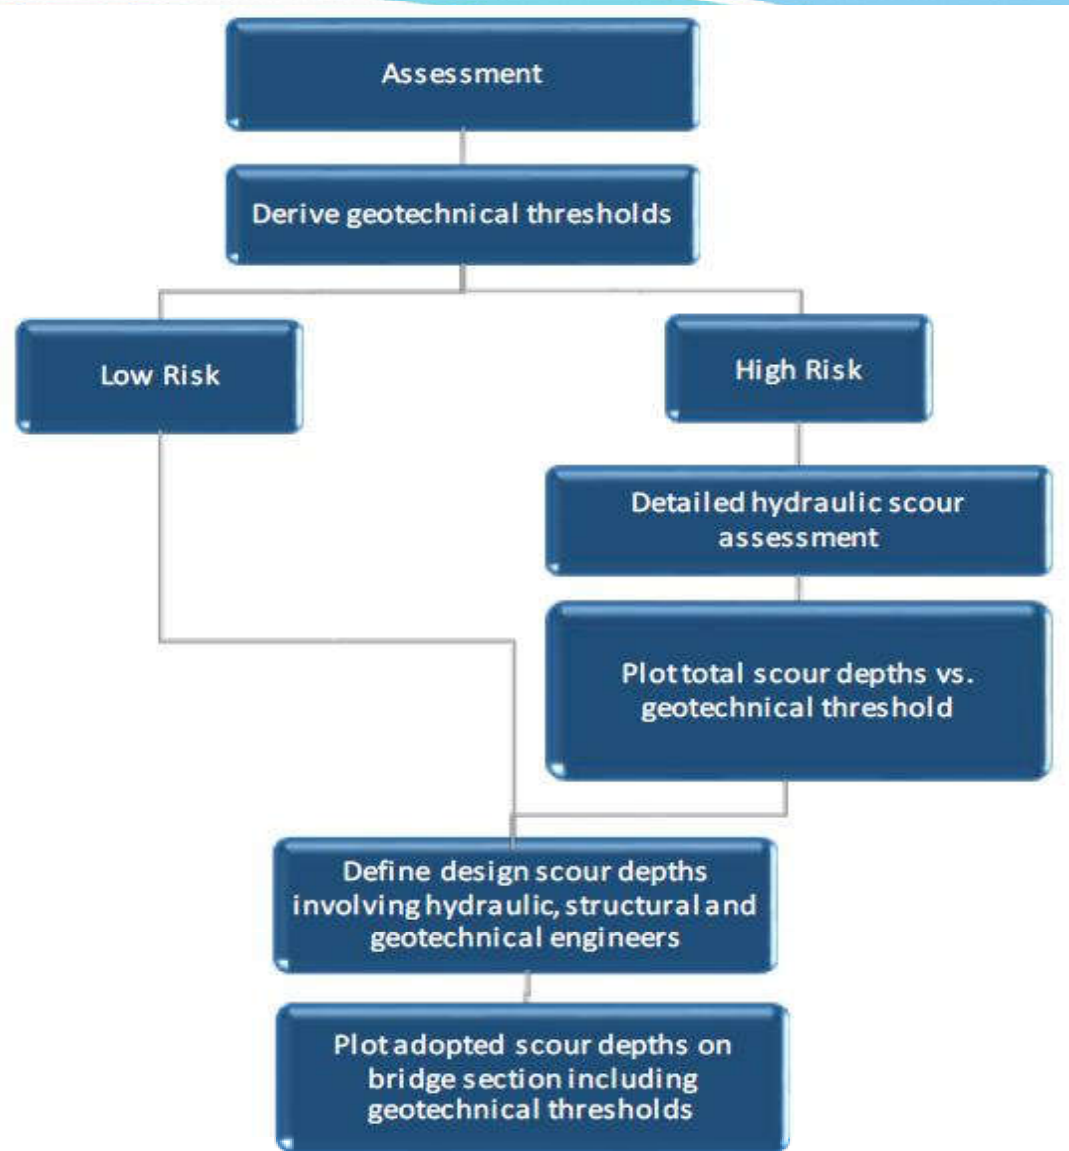 Assessment
Derive geotechnical thresholds
Low Risk
High Risk
Detailed hydraulic scour
assessment
Plot total scour depths vs.
geotechnical threshold
Define design scour depths
involving hydraulic, structural and
geotechnical engineers
Plot adopted scour depths on
bridge section including
geotechnical thresholds